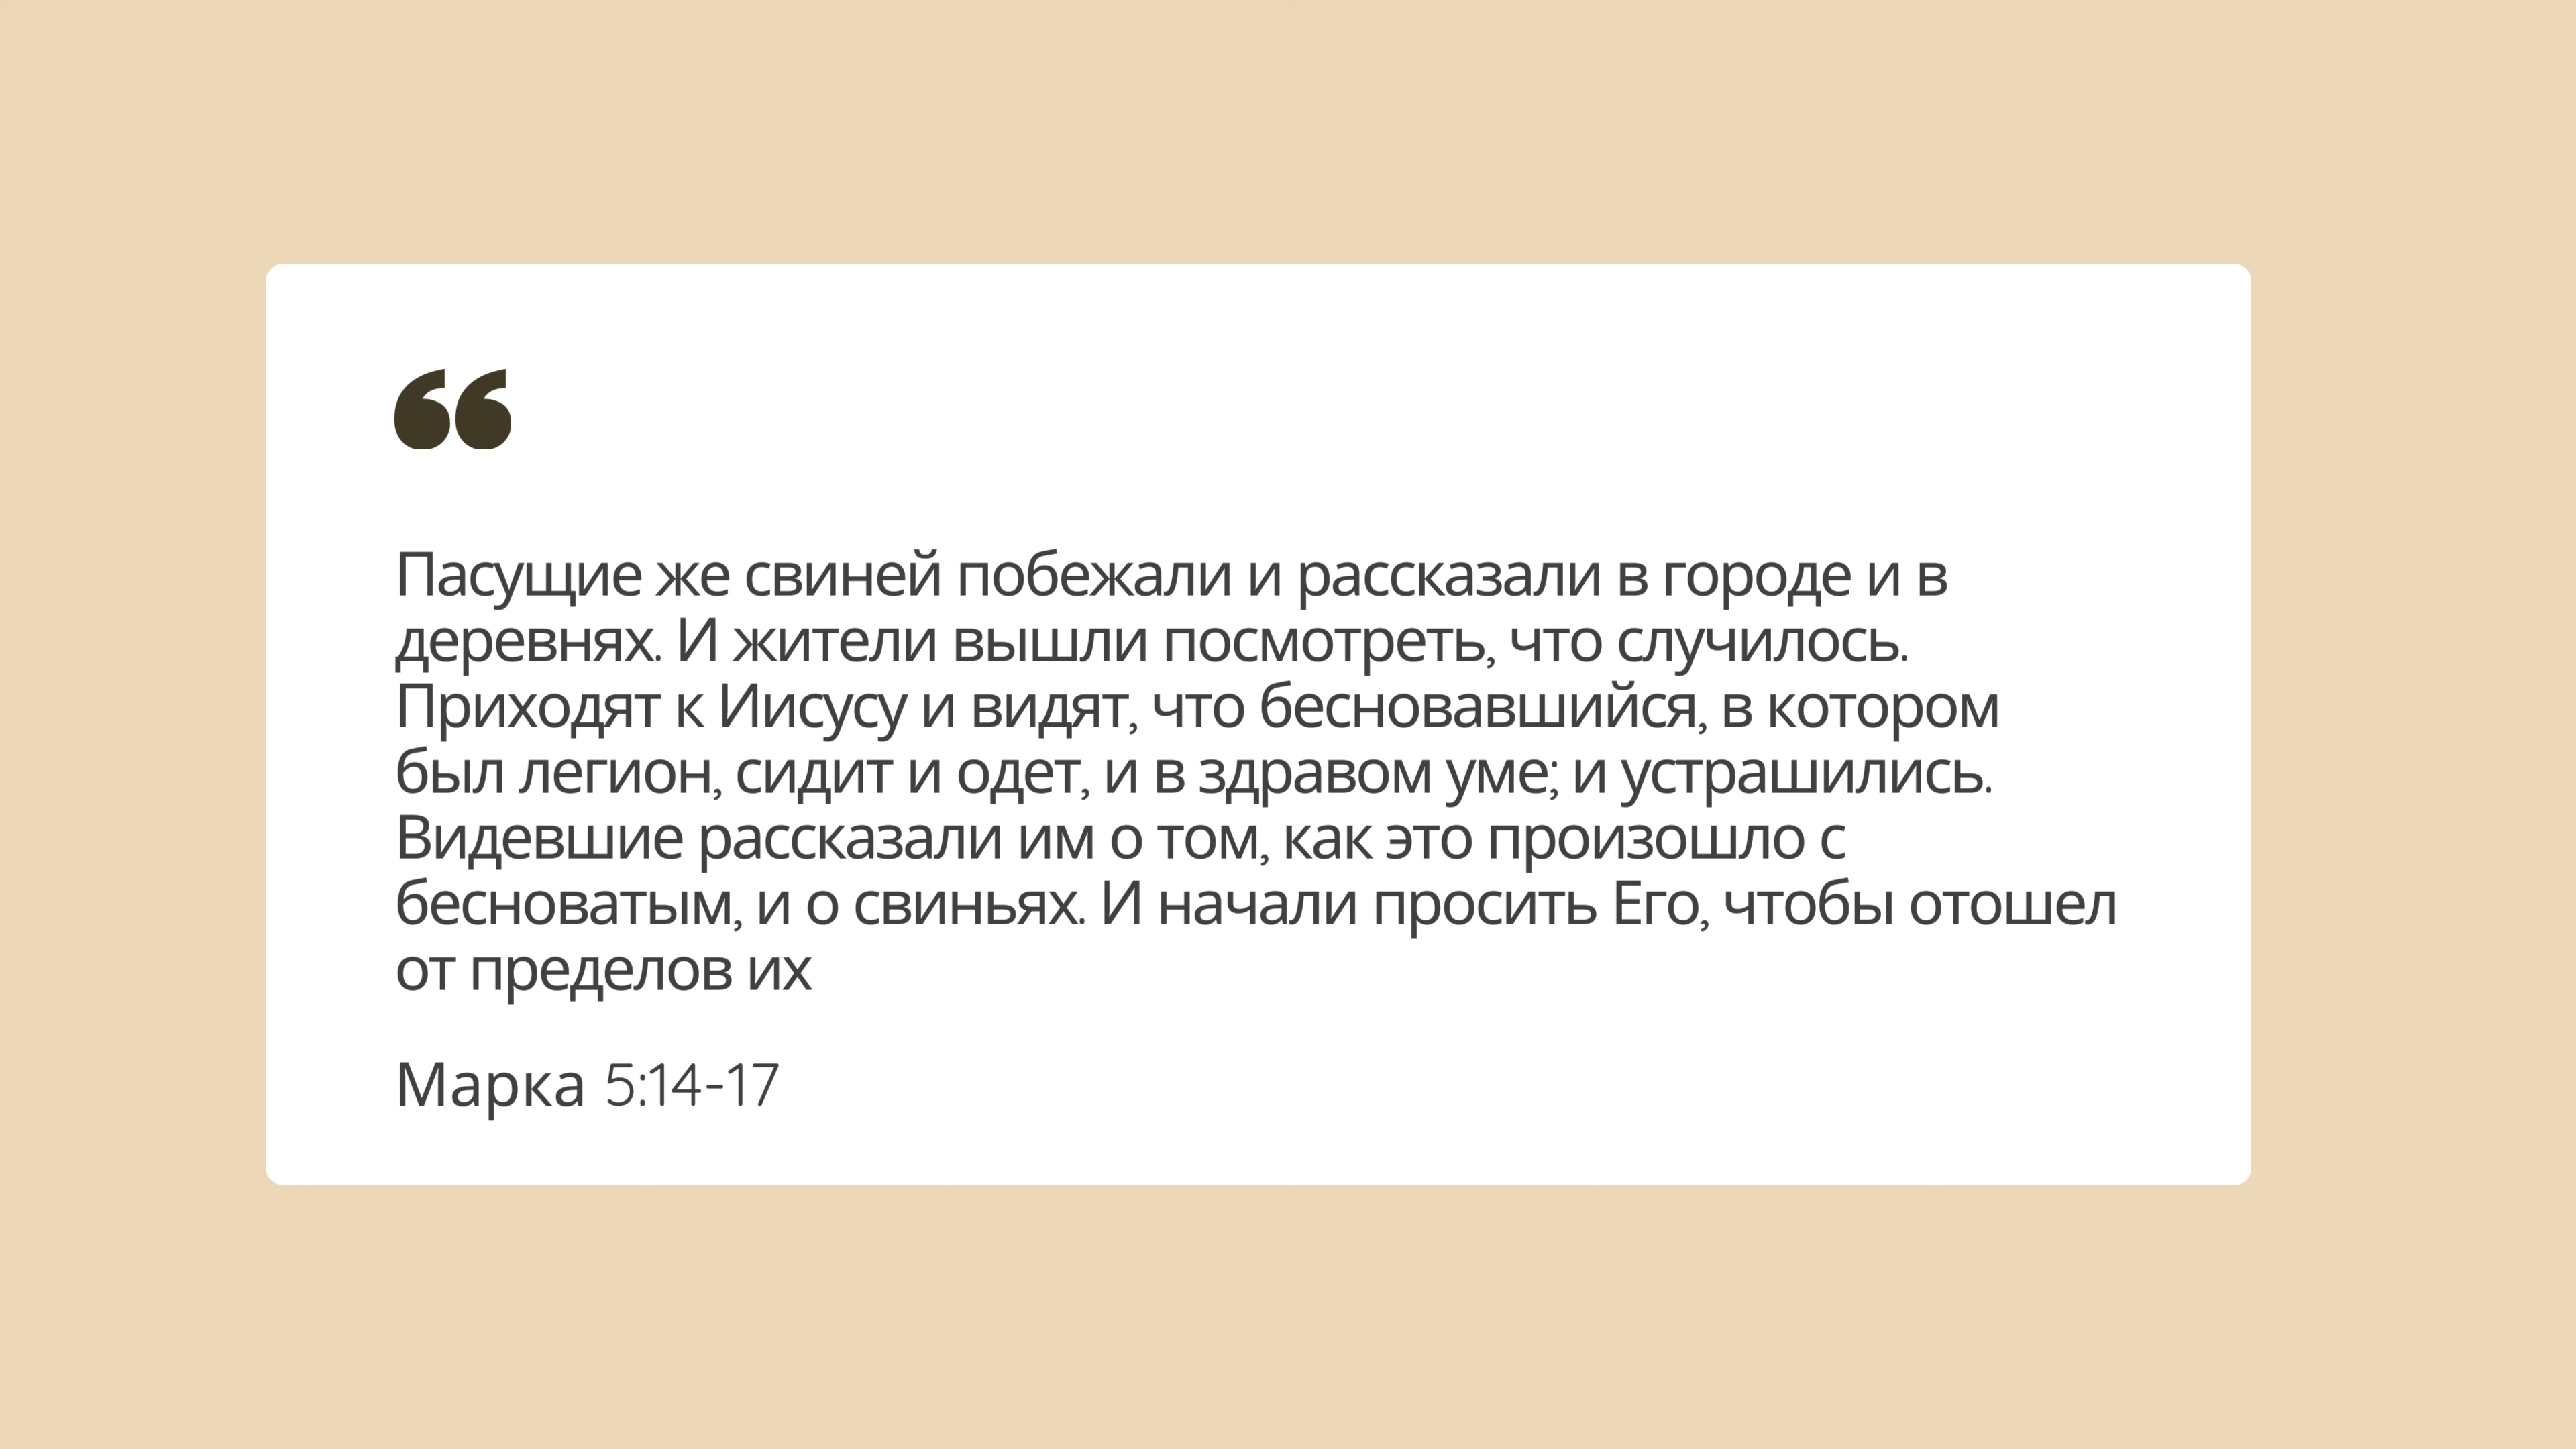 “
Пасущие же свиней побежали и рассказали в городе и в
деревнях. И жители вышли посмотреть, что случилось.
Приходят к Иисусу и видят, что бесновавшийся, в котором
был легион, сидит и одет, и в здравом уме; и устрашились.
Видевшие рассказали им о том, как это произошло с
бесноватым, и о свиньях. И начали просить Его, чтобы отошел
от пределов их
Марка 5:14-17